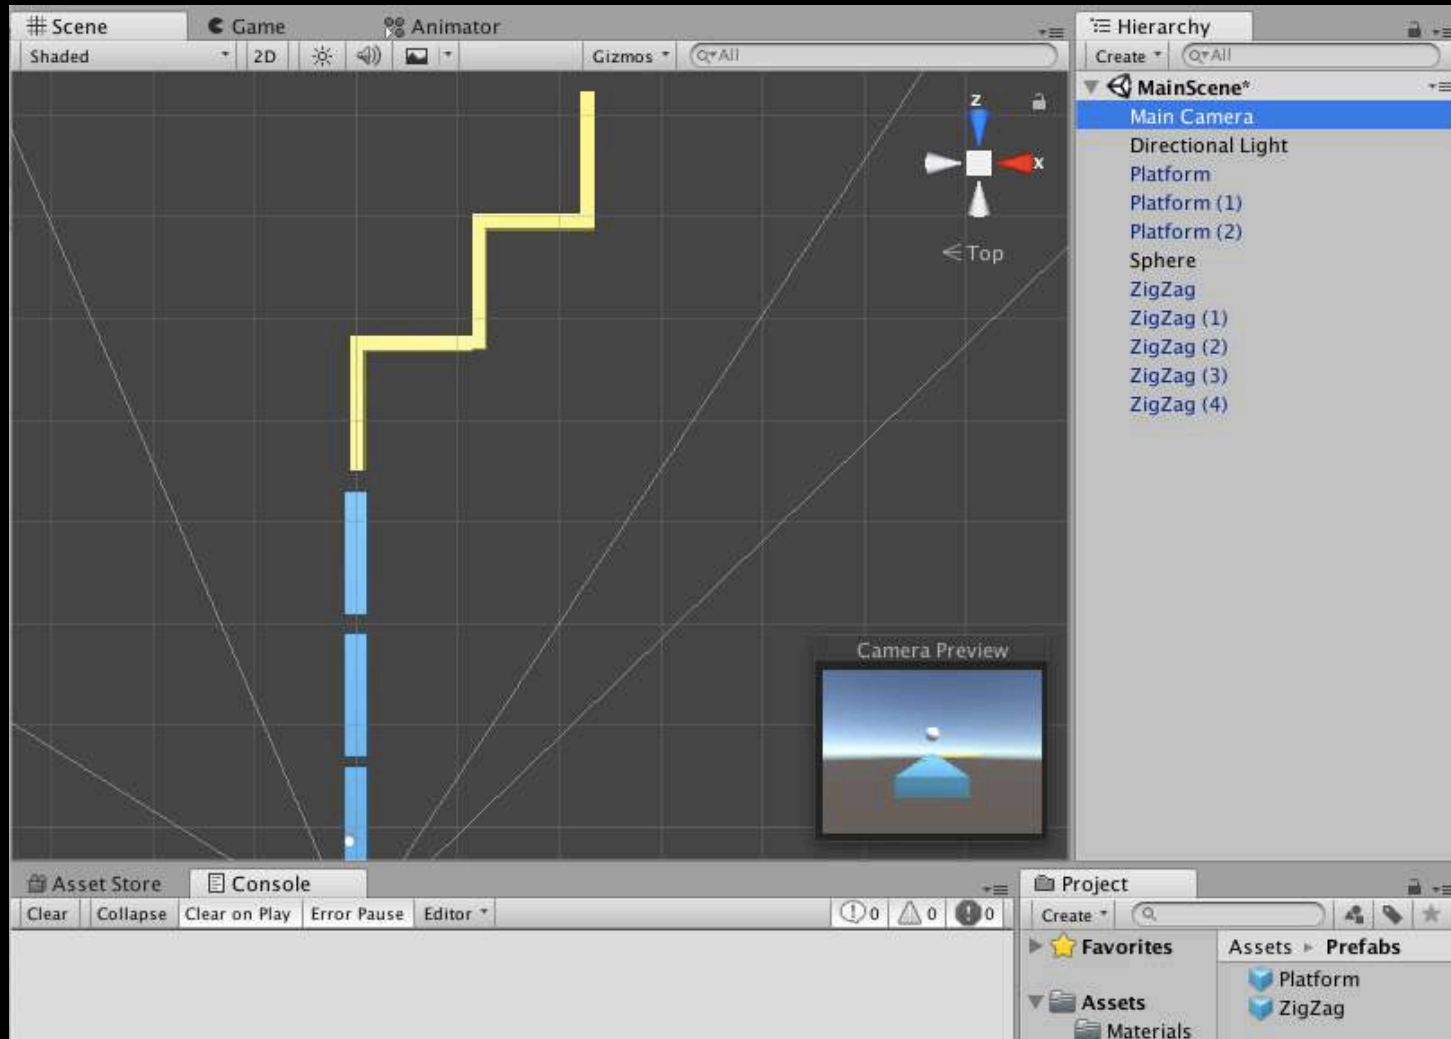 Scene Game Animator
Shaded 2D Gizmos All
z
x
Top
Camera Preview
Hierarchy
Create All
MainScene*
Main Camera
Directional Light
Platform
Platform (1)
Platform (2)
Sphere
ZigZag
ZigZag (1)
ZigZag (2)
ZigZag (3)
ZigZag (4)
Asset Store Console
Clear Collapse Clear on Play Error Pause Editor 0 0 0
Project
Create
Favorites
Assets
Materials
Assets Prefabs
Platform
ZigZag